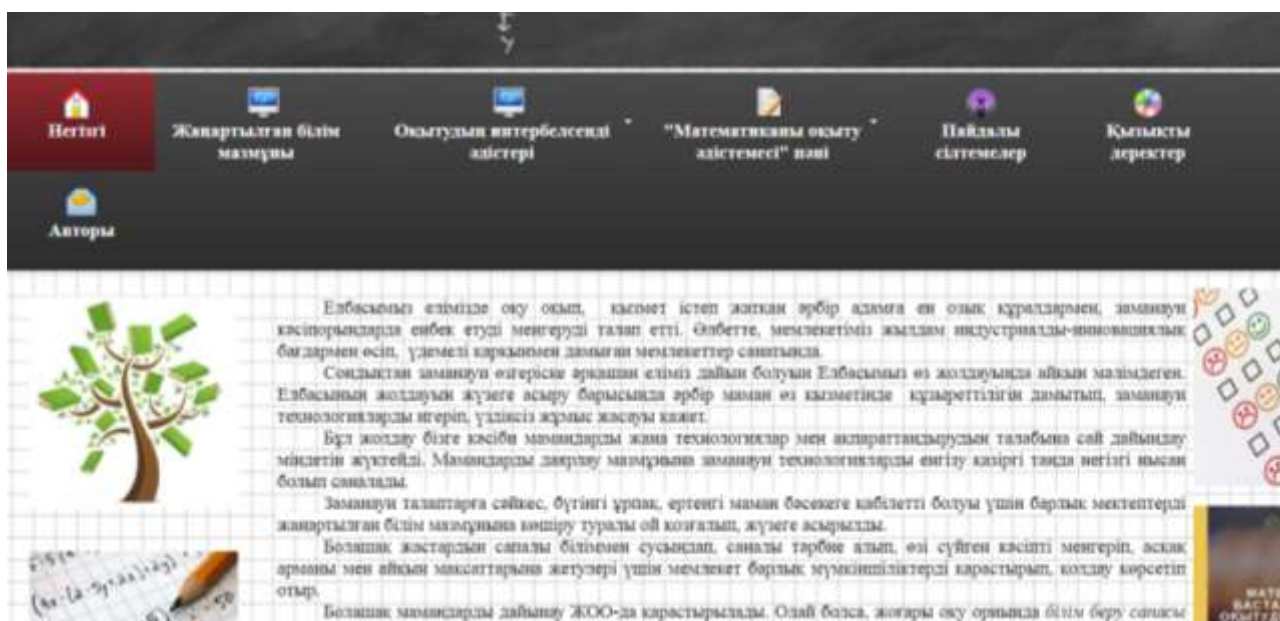 Негізгі
Жаңартылған білім
мазмұны
Оқытудың интербелсенді
әдістері
"Математиканы оқыту
әдістемесі" пәні
Пайдалы
сілтемелер
Қызықты
деректер
Авторы
Елбасымыз елімізде оқу оқып, қызмет істеп жатқан әрбір адамға ең озық құралдармен, заманауи
кәсіпорындарда еңбек етуді меңгеруді талап етті. Әлбетте, мемлекетіміз жылдам индустриалды-инновациялық
бағдармен өсіп, үдемелі қарқынмен дамыған мемлекеттер санатында.
Сондықтан заманауи өзгеріске әрқашан еліміз дайын болуын Елбасымыз өз жолдауында айқын мәлімдеген.
Елбасының жолдауын жүзеге асыру барысында әрбір маман өз қызметінде құзыреттілігін дамытып, заманауи
технологияларды игеріп, үздіксіз жұмыс жасауы қажет.
Бұл жолдау бізге кәсіби мамандарды жаңа технологиялар мен ақпараттандырудың талабына сай дайындау
міндетін жүктейді. Мамандарды даярлау мазмұнына заманауи технологияларды енгізу қазіргі таңда негізгі нысан
болып саналады.
Заманауи талаптарға сәйкес, бүгінгі ұрпақ, ертеңгі маман бәсекеге қабілетті болуы үшін барлық мектептерді
жаңартылған білім мазмұнына көшіру туралы ой қозғалып, жүзеге асырылды.
Болашақ жастардың сапалы біліммен сусындап, саналы тәрбие алып, өзі сүйген кәсіпті меңгеріп, асқақ
арманы мен айқын мақсаттарына жетулері үшін мемлекет барлық мүмкіншіліктерді қарастырып, қолдау көрсетіп
отыр.
Болашақ мамандарды дайындау ЖОО-да қарастырылады. Олай болса, жоғары оқу орнында білім беру сапасы